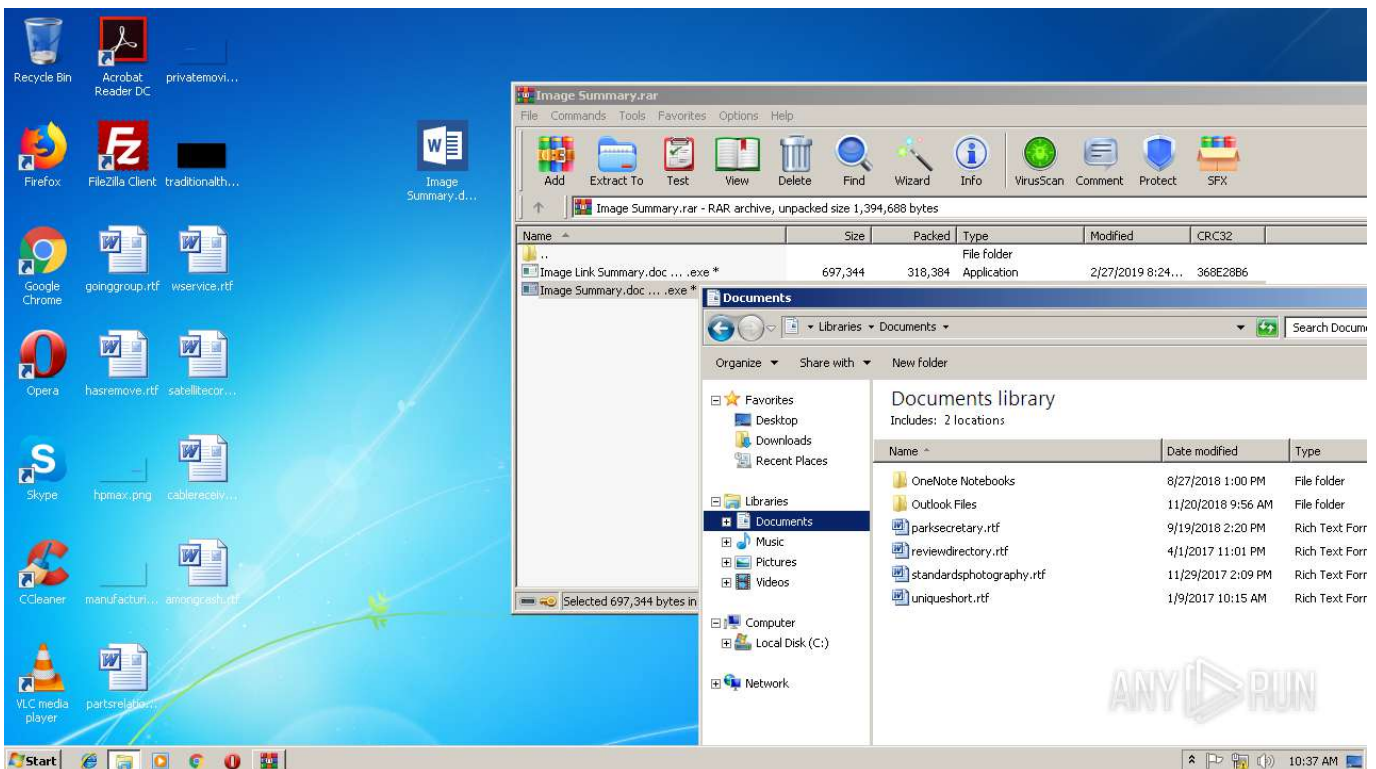 Recycle Bin
Acrobat
Reader DC
privatemovi...
Firefox
FileZilla Client
traditionalth...
Image
Summary.d...
Google
Chrome
goinggroup.rtf
wservice.rtf
Opera
hasremove.rtf
satellitecor...
Skype
hpmax.png
cablereceiv...
CCleaner
manufacturi...
amongcash.rtf
VLC media
player
partsrelatio...
Image Summary.rar
File Commands Tools Favorites Options Help
Add Extract To Test View Delete Find Wizard Info VirusScan Comment Protect SFX
Image Summary.rar - RAR archive, unpacked size 1,394,688 bytes
Name Size Packed Type Modified CRC32
.. File folder
Image Link Summary.doc ... .exe * 697,344 318,384 Application 2/27/2019 8:24... 368E28B6
Image Summary.doc ... .exe *
Selected 697,344 bytes in
Documents
Libraries Documents
Search Docum
Organize Share with New folder
Favorites
Desktop
Downloads
Recent Places
Libraries
Documents
Music
Pictures
Videos
Computer
Local Disk (C:)
Network
Documents library
Includes: 2 locations
Name Date modified Type
OneNote Notebooks 8/27/2018 1:00 PM File folder
Outlook Files 11/20/2018 9:56 AM File folder
parksecretary.rtf 9/19/2018 2:20 PM Rich Text Forr
reviewdirectory.rtf 4/1/2017 11:01 PM Rich Text Forr
standardsphotography.rtf 11/29/2017 2:09 PM Rich Text Forr
uniqueshort.rtf 1/9/2017 10:15 AM Rich Text Forr
ANY RUN
Start
10:37 AM